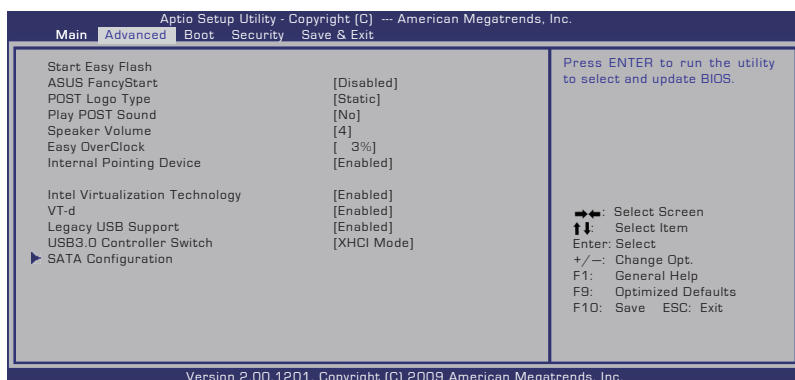 Aptio Setup Utility - Copyright (C) --- American Megatrends, Inc.
Main Advanced Boot Security Save & Exit
Start Easy Flash
ASUS FancyStart [Disabled]
POST Logo Type [Static]
Play POST Sound [No]
Speaker Volume [4]
Easy OverClock [ 3%]
Internal Pointing Device [Enabled]
Intel Virtualization Technology [Enabled]
VT-d [Enabled]
Legacy USB Support [Enabled]
USB3.0 Controller Switch [XHCI Mode]
SATA Configuration
Press ENTER to run the utility
to select and update BIOS.
→←: Select Screen
↑↓: Select Item
Enter: Select
+/—: Change Opt.
F1: General Help
F9: Optimized Defaults
F10: Save ESC: Exit
Version 2.00.1201. Copyright (C) 2009 American Megatrends, Inc.